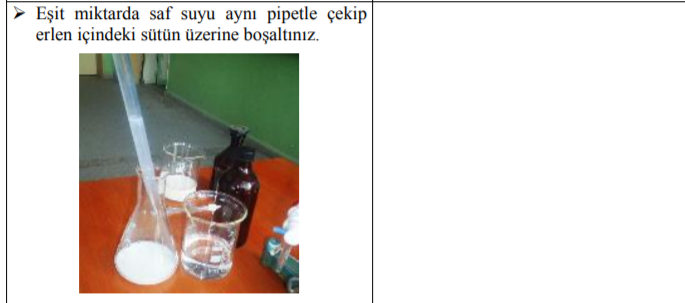 ➢ Eşit miktarda saf suyu aynı pipetle çekip
erlen içindeki sütün üzerine boşaltınız.